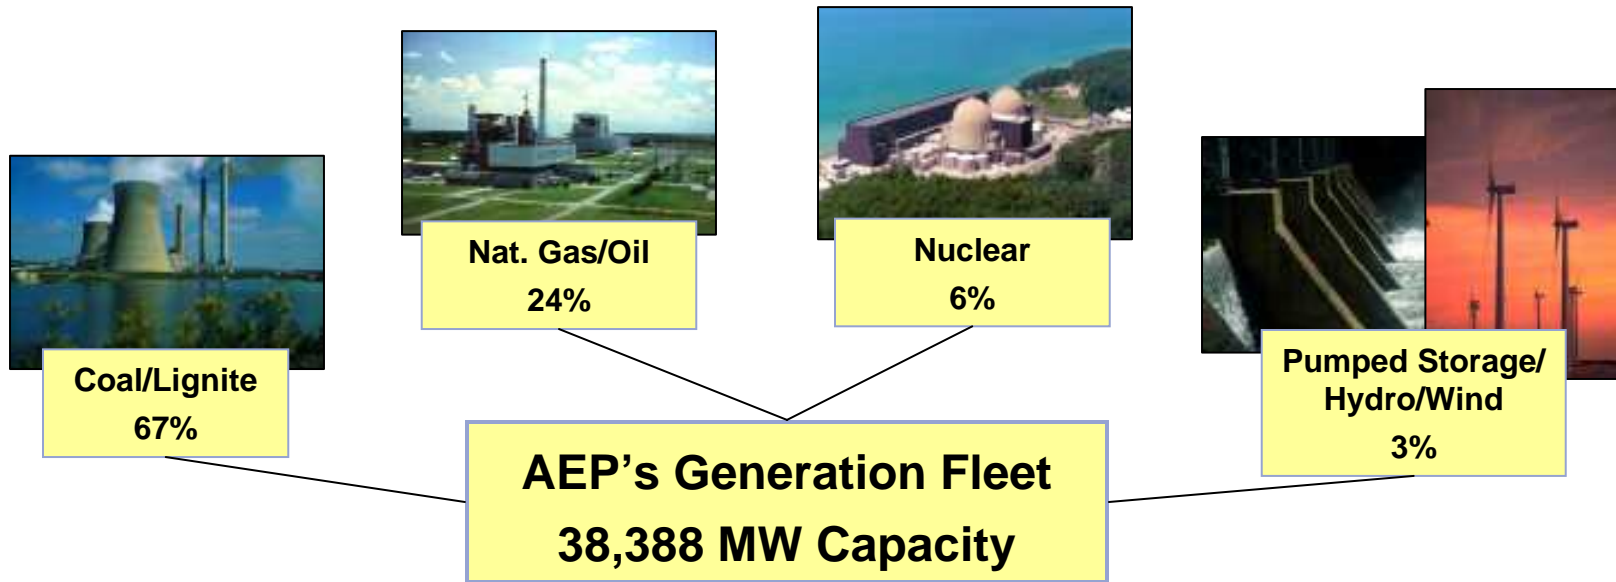 Nat. Gas/Oil
24%
Nuclear
6%
Coal/Lignite
67%
Pumped Storage/
Hydro/Wind
3%
AEP's Generation Fleet
38,388 MW Capacity